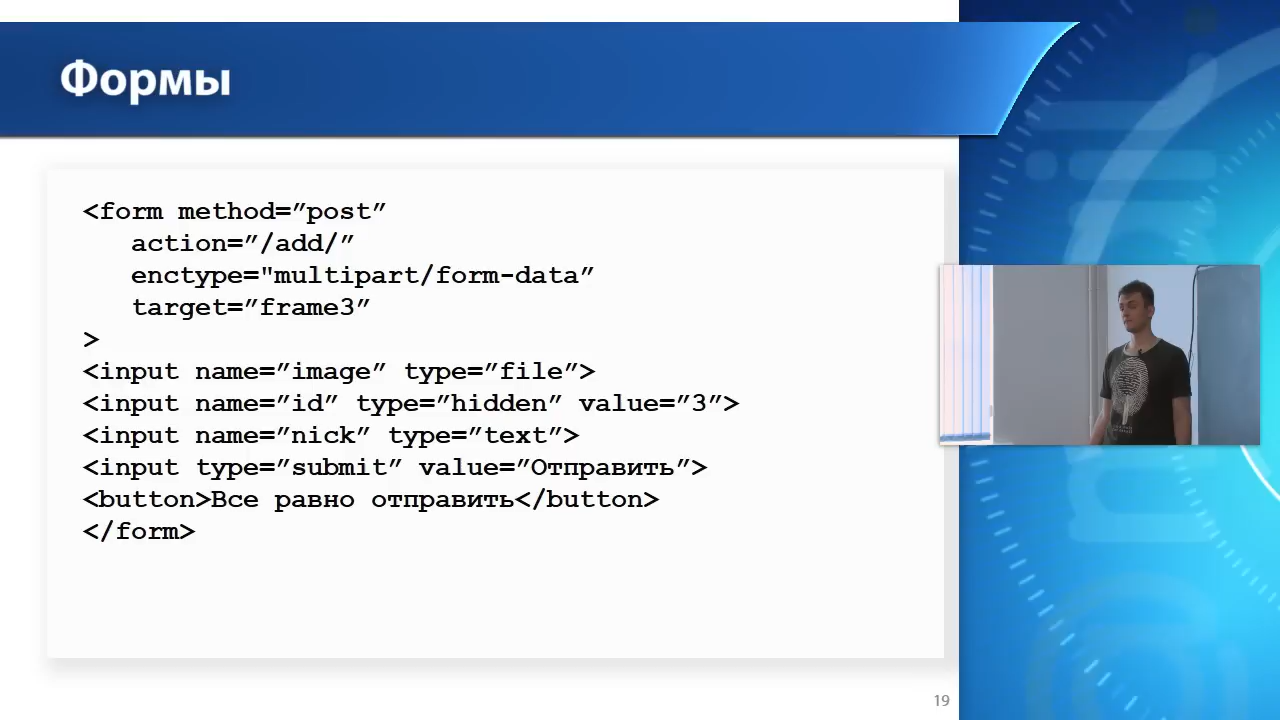 Формы
<form method=”post”
action=”/add/”
enctype="multipart/form-data”
target=”frame3”
>
<input name=”image” type=”file”>
<input name=”id” type=”hidden” value=”3”>
<input name=”nick” type=”text”>
<input type=”submit” value=”Отправить”>
<button>Все равно отправить</button>
</form>
19